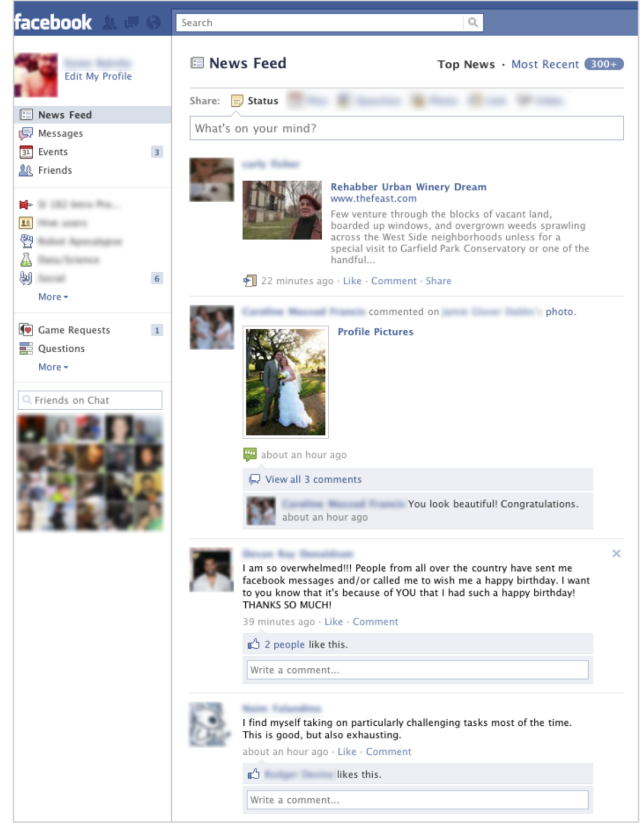 facebook
Search
Edit My Profile
News Feed
Messages
Events 3
Friends
6
More
Game Requests 1
Questions
More
Friends on Chat
News Feed
Top News · Most Recent 300+
Share: Status
What's on your mind?
Rehabber Urban Winery Dream
www.thefeast.com
Few venture through the blocks of vacant land,
boarded up windows, and overgrown weeds sprawling
across the West Side neighborhoods unless for a
special visit to Garfield Park Conservatory or one of the
handful...
22 minutes ago · Like · Comment · Share
commented on photo.
Profile Pictures
about an hour ago
View all 3 comments
You look beautiful! Congratulations.
about an hour ago
I am so overwhelmed!!! People from all over the country have sent me
facebook messages and/or called me to wish me a happy birthday. I want
to you know that it's because of YOU that I had such a happy birthday!
THANKS SO MUCH!
39 minutes ago · Like · Comment
2 people like this.
Write a comment...
I find myself taking on particularly challenging tasks most of the time.
This is good, but also exhausting.
about an hour ago · Like · Comment
likes this.
Write a comment...